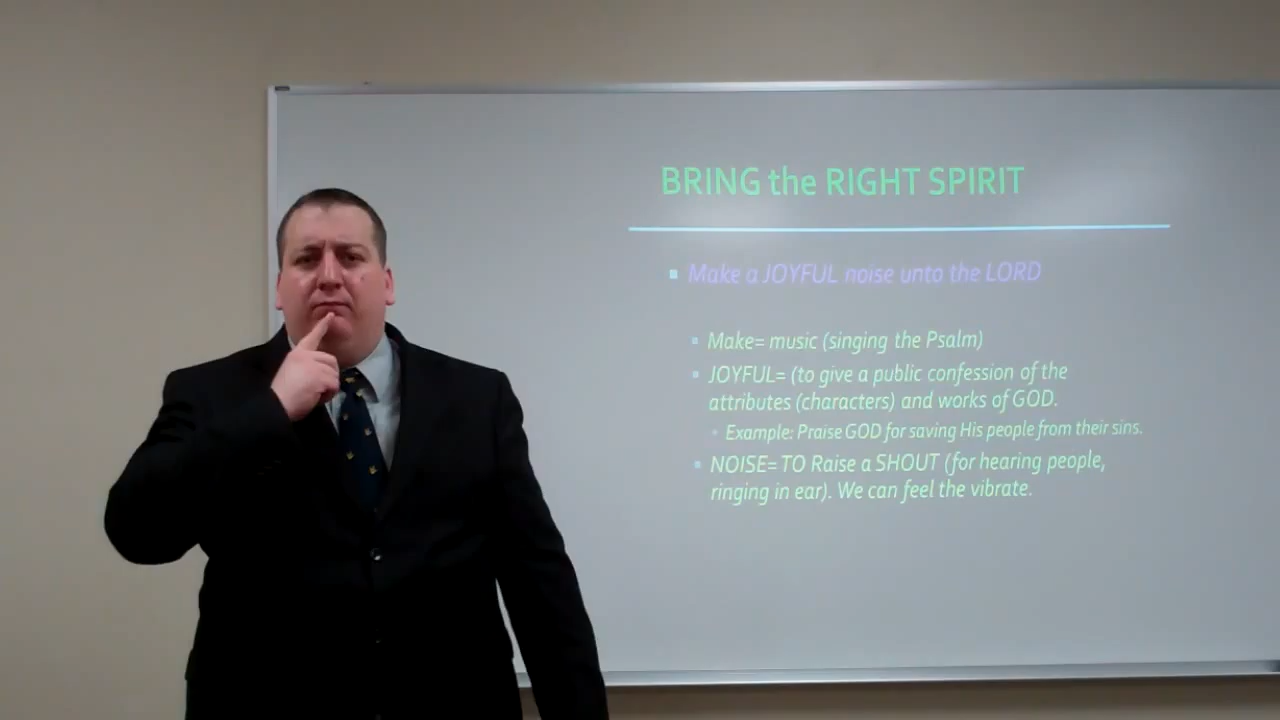 BRING the RIGHT SPIRIT
Make a JOYFUL noise unto the LORD
Make= music (singing the Psalm)
JOYFUL= (to give a public confession of the
attributes (characters) and works of GOD.
Example: Praise GOD for saving His people from their sins.
NOISE= TO Raise a SHOUT (for hearing people,
ringing in ear). We can feel the vibrate.